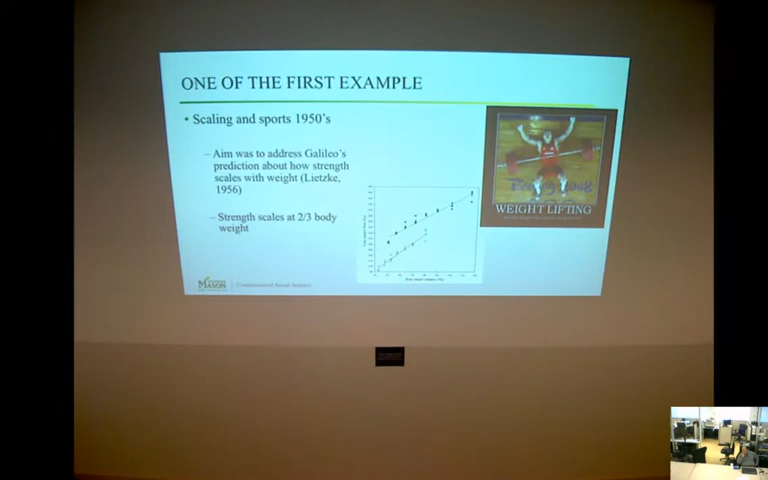 ONE OF THE FIRST EXAMPLE
• Scaling and sports 1950's
– Aim was to address Galileo's
prediction about how strength
scales with weight (Lietzke,
1956)
– Strength scales at 2/3 body
weight
WEIGHT LIFTING
MASON
Computational Social Science